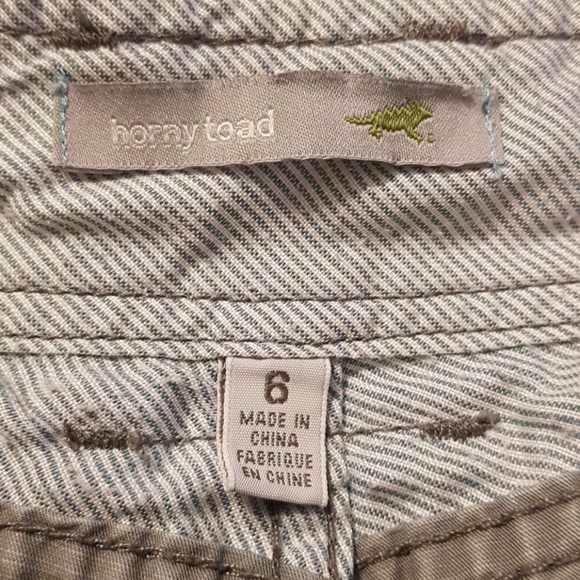 horny toad
6
MADE IN
CHINA
FABRIQUE
EN CHINE